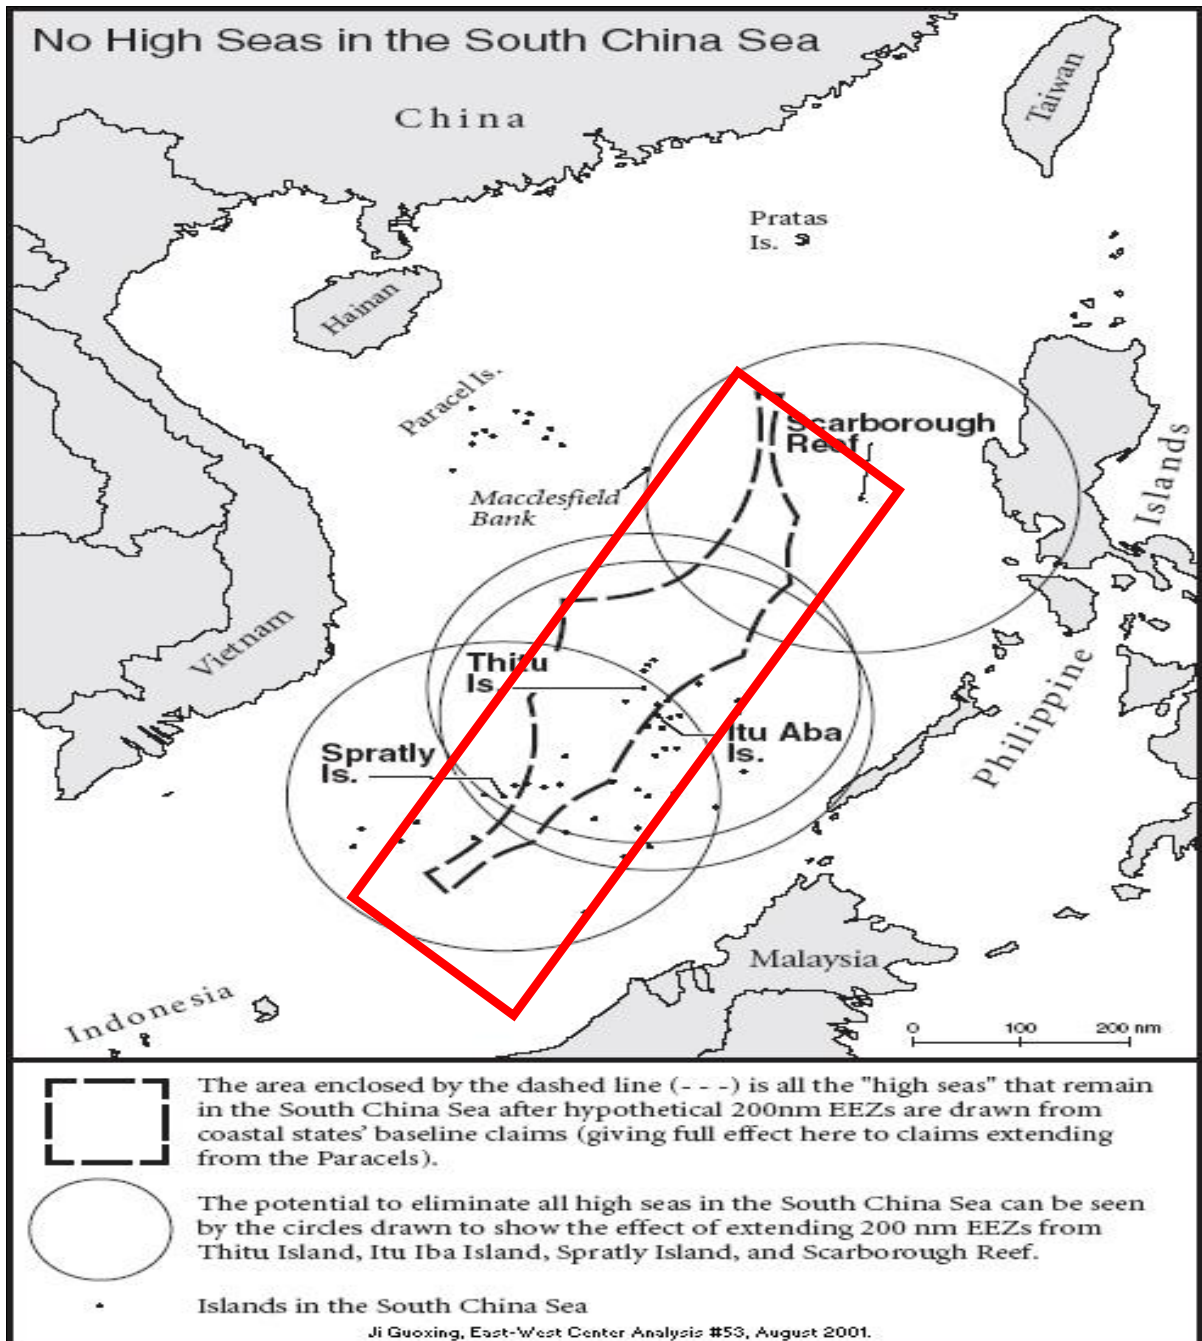 No High Seas in the South China Sea
China
Taiwan
Pratas
Is.
Hainan
Paracel Is.
Scarborough
Reef
Macclesfield
Bank
Islands
Vietnam
Thitu
Is.
Itu Aba
Is.
Spratly
Is.
Philippine
Malaysia
Indonesia
0 100 200 nm
The area enclosed by the dashed line (- - -) is all the "high seas" that remain
in the South China Sea after hypothetical 200nm EEZs are drawn from
coastal states' baseline claims (giving full effect here to claims extending
from the Paracels).
The potential to eliminate all high seas in the South China Sea can be seen
by the circles drawn to show the effect of extending 200 nm EEZs from
Thitu Island, Itu Iba Island, Spratly Island, and Scarborough Reef.
Islands in the South China Sea
Ji Guoxing, East-West Center Analysis #53, August 2001.